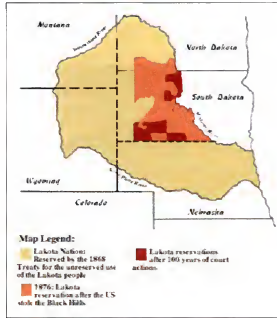 Montana
North Dakota
South Dakota
Wyoming
Colorado
Nebraska
Map Legend:
Lakota Nation:
Reserved by the 1868
Treaty for the unreserved use
of the Lakota people
1876: Lakota
reservation after the US
stole the Black Hills
Lakota reservations
after 100 years of court
actions.